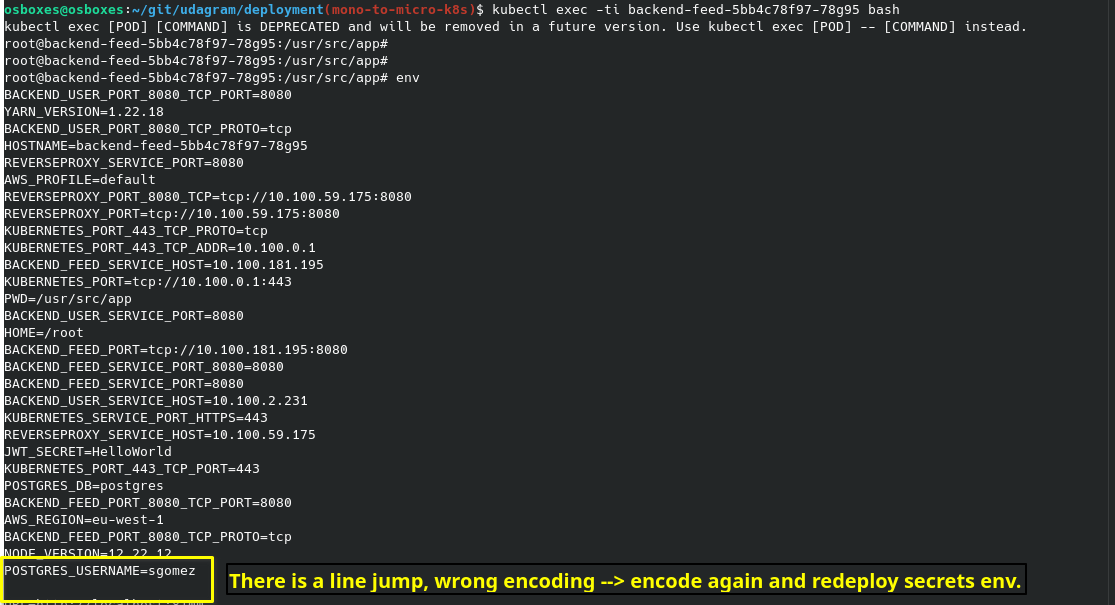 osboxes@osboxes:~/git/udagram/deployment(mono-to-micro-k8s)$ kubectl exec -ti backend-feed-5bb4c78f97-78g95 bash
kubectl exec [POD] [COMMAND] is DEPRECATED and will be removed in a future version. Use kubectl exec [POD] -- [COMMAND] instead.
root@backend-feed-5bb4c78f97-78g95:/usr/src/app#
root@backend-feed-5bb4c78f97-78g95:/usr/src/app#
root@backend-feed-5bb4c78f97-78g95:/usr/src/app# env
BACKEND_USER_PORT_8080_TCP_PORT=8080
YARN_VERSION=1.22.18
BACKEND_USER_PORT_8080_TCP_PROTO=tcp
HOSTNAME=backend-feed-5bb4c78f97-78g95
REVERSEPROXY_SERVICE_PORT=8080
AWS_PROFILE=default
REVERSEPROXY_PORT_8080_TCP=tcp://10.100.59.175:8080
REVERSEPROXY_PORT=tcp://10.100.59.175:8080
KUBERNETES_PORT_443_TCP_PROTO=tcp
KUBERNETES_PORT_443_TCP_ADDR=10.100.0.1
BACKEND_FEED_SERVICE_HOST=10.100.181.195
KUBERNETES_PORT=tcp://10.100.0.1:443
PWD=/usr/src/app
BACKEND_USER_SERVICE_PORT=8080
HOME=/root
BACKEND_FEED_PORT=tcp://10.100.181.195:8080
BACKEND_FEED_SERVICE_PORT_8080=8080
BACKEND_FEED_SERVICE_PORT=8080
BACKEND_USER_SERVICE_HOST=10.100.2.231
KUBERNETES_SERVICE_PORT_HTTPS=443
REVERSEPROXY_SERVICE_HOST=10.100.59.175
JWT_SECRET=HelloWorld
KUBERNETES_PORT_443_TCP_PORT=443
POSTGRES_DB=postgres
BACKEND_FEED_PORT_8080_TCP_PORT=8080
AWS_REGION=eu-west-1
BACKEND_FEED_PORT_8080_TCP_PROTO=tcp
NODE_VERSION=12.22.12
POSTGRES_USERNAME=sgomez
There is a line jump, wrong encoding --> encode again and redeploy secrets env.